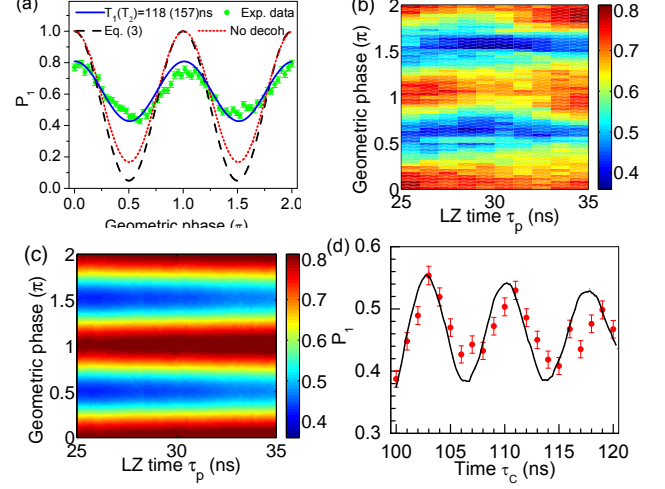 (a)
T1(T2)=118 (157)ns
Exp. data
Eq. (3)
No decoh.
P1
1.0
0.8
0.6
0.4
0.2
0.0
0.0
0.5
1.0
1.5
2.0
Geometric phase (π)
(b)
Geometric phase (π)
2
1.5
1
0.5
0
25
30
35
LZ time τp (ns)
0.8
0.7
0.6
0.5
0.4
(c)
Geometric phase (π)
2
1.5
1
0.5
0
25
30
35
LZ time τp (ns)
0.8
0.7
0.6
0.5
0.4
(d)
P1
0.6
0.5
0.4
0.3
100
105
110
115
120
Time τC (ns)